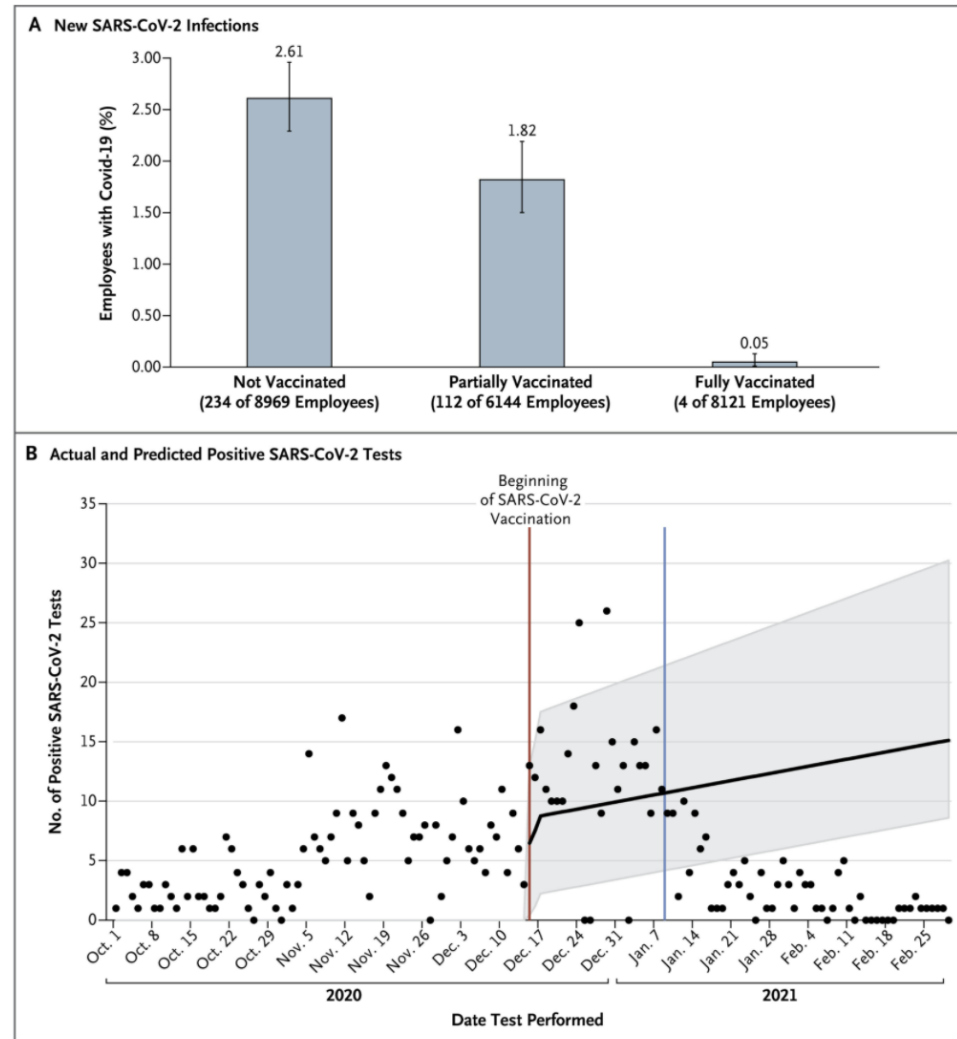 A New SARS-CoV-2 Infections
3.00
2.50
2.00
1.50
1.00
0.50
0.00
Employees with Covid-19 (%)
2.61
1.82
0.05
Not Vaccinated
(234 of 8969 Employees)
Partially Vaccinated
(112 of 6144 Employees)
Fully Vaccinated
(4 of 8121 Employees)
B Actual and Predicted Positive SARS-CoV-2 Tests
Beginning
of SARS-CoV-2
Vaccination
35
30
25
20
15
10
5
0
No. of Positive SARS-CoV-2 Tests
Oct. 1
Oct. 8
Oct. 15
Oct. 22
Oct. 29
Nov. 5
Nov. 12
Nov. 19
Nov. 26
Dec. 3
Dec. 10
Dec. 17
Dec. 24
Dec. 31
Jan. 7
Jan. 14
Jan. 21
Jan. 28
Feb. 4
Feb. 11
Feb. 18
Feb. 25
2020
2021
Date Test Performed